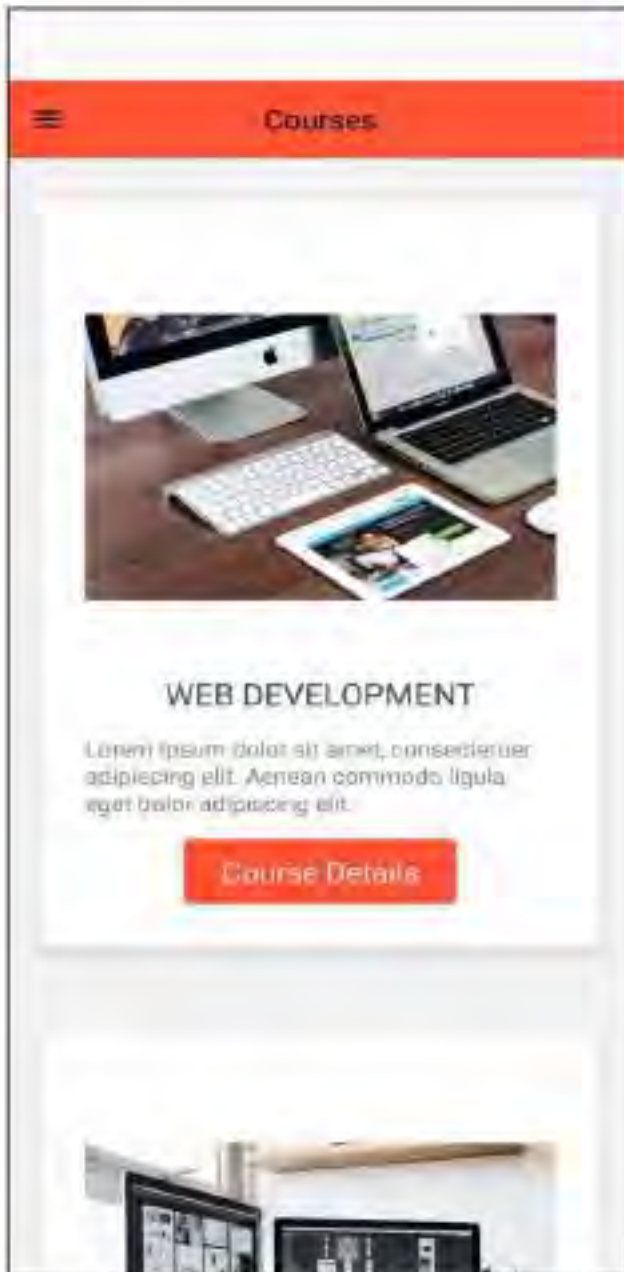 Courses
WEB DEVELOPMENT
Lorem Ipsum dolor sit amet, consectetuer
adipiscing elit. Aenean commodo ligula
eget dolor adipiscing elit.
Course Details